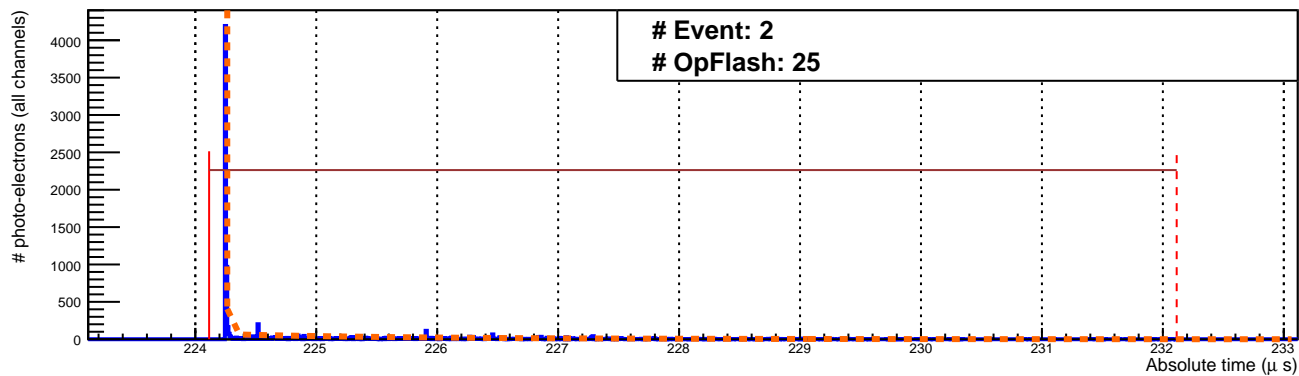 # Event: 2
# OpFlash: 25
# photo-electrons (all channels)
4000
3500
3000
2500
2000
1500
1000
500
0
224 225 226 227 228 229 230 231 232 233
Absolute time (μ s)